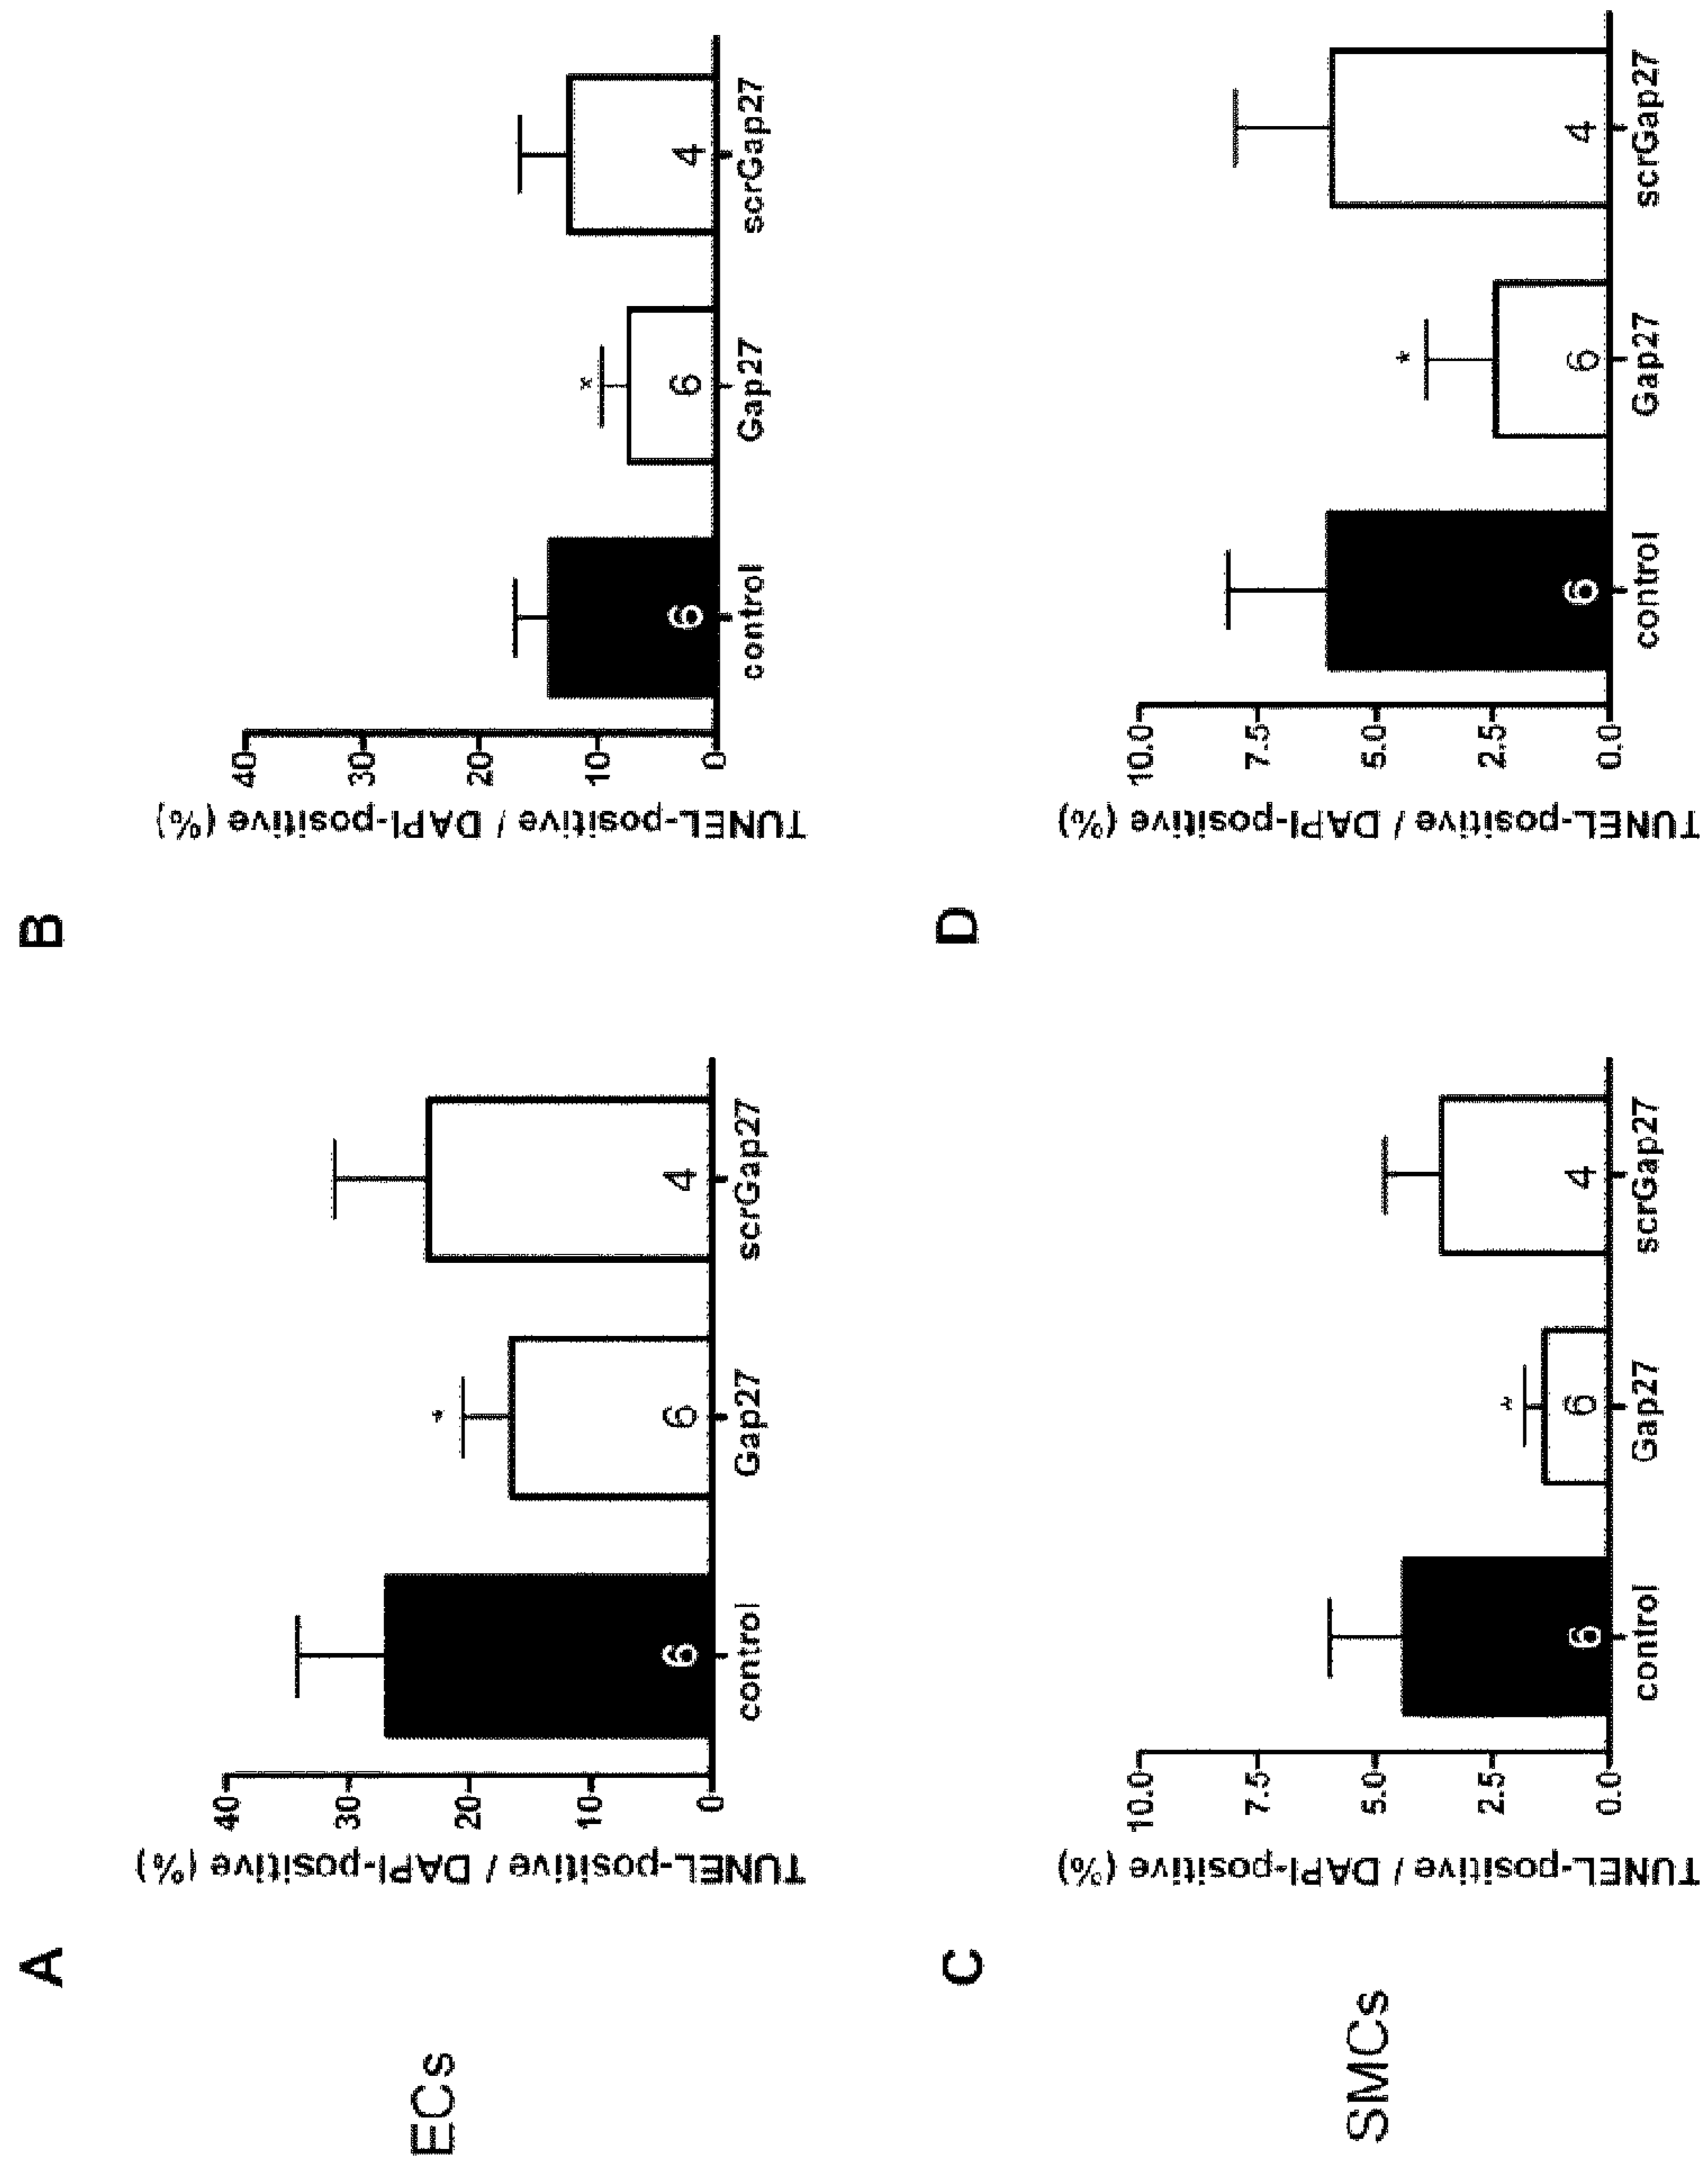 A
B
ECs
TUNEL-positive / DAPI-positive (%)
40
30
20
10
0
*
6
6
4
control
Gap27
scrGap27
TUNEL-positive / DAPI-positive (%)
40
30
20
10
0
*
6
6
4
control
Gap27
scrGap27
C
D
SMCs
TUNEL-positive / DAPI-positive (%)
10.0
7.5
5.0
2.5
0.0
*
6
6
4
control
Gap27
scrGap27
TUNEL-positive / DAPI-positive (%)
10.0
7.5
5.0
2.5
0.0
*
6
6
4
control
Gap27
scrGap27